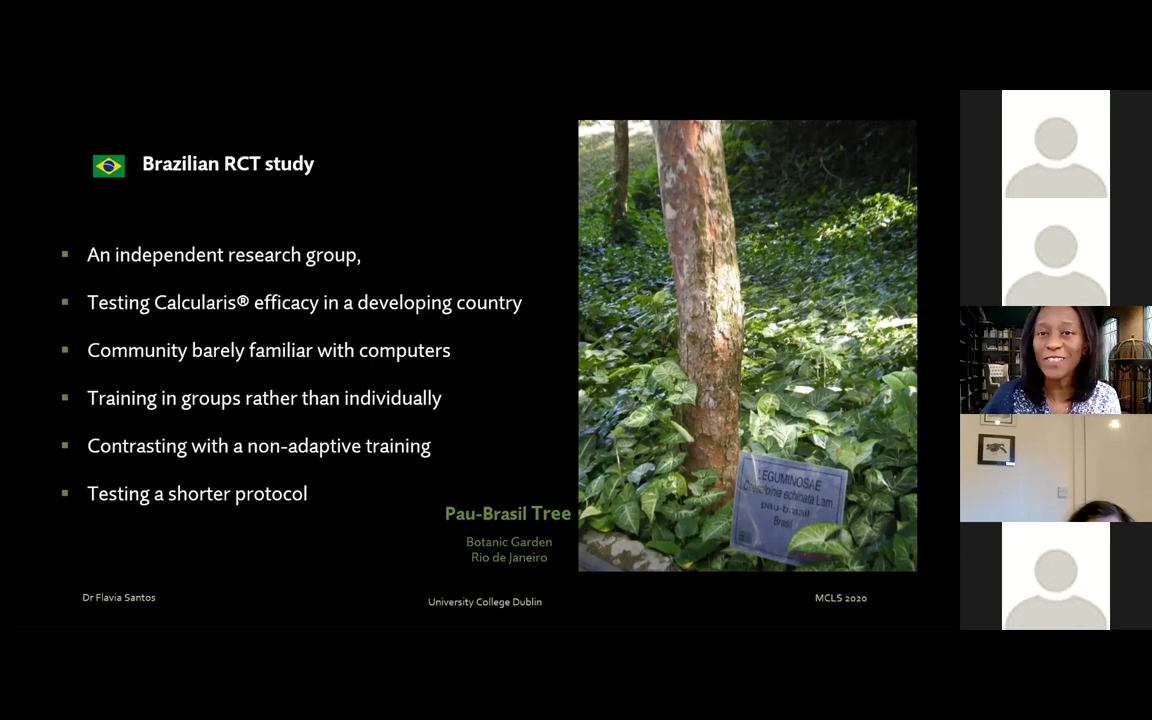 Brazilian RCT study
An independent research group,
Testing Calcularis® efficacy in a developing country
Community barely familiar with computers
Training in groups rather than individually
Contrasting with a non-adaptive training
Testing a shorter protocol
Pau-Brasil Tree
Botanic Garden
Rio de Janeiro
LEGUMINOSAE
echinata Lam.
pau-brasil
Brasil
Dr Flavia Santos
University College Dublin
MCLS 2020